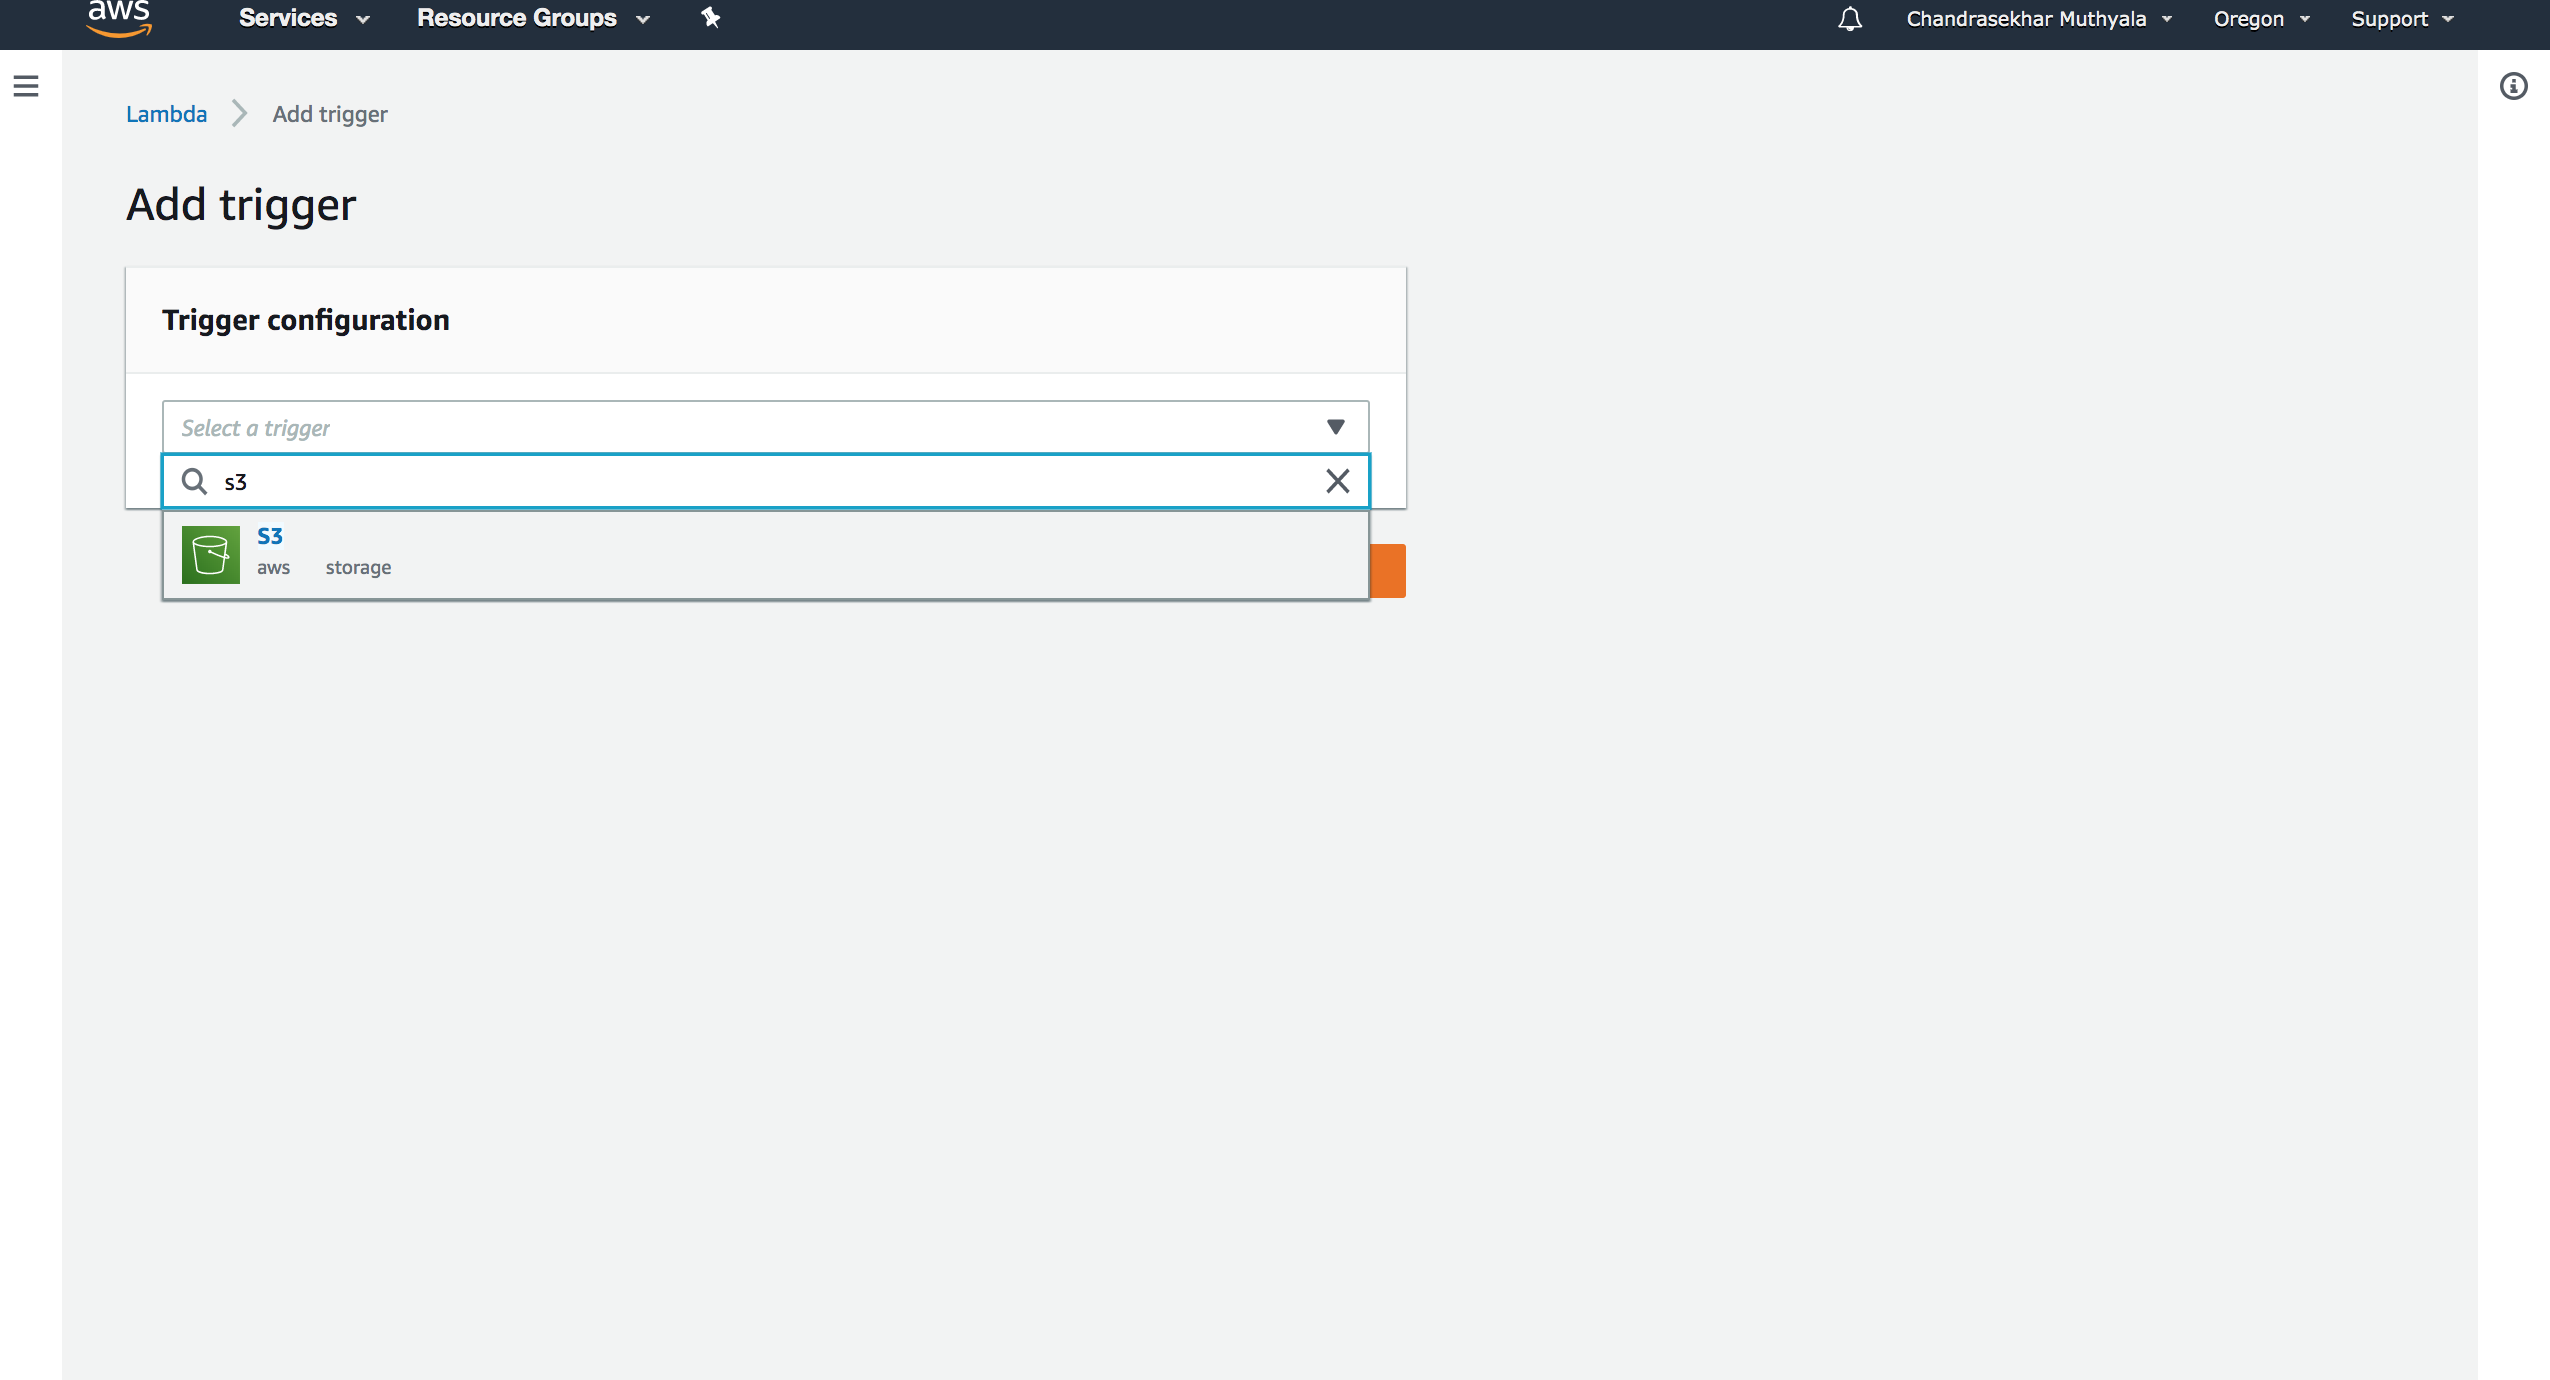 aws Services Resource Groups Chandrasekhar Muthyala Oregon Support
Lambda Add trigger
Add trigger
Trigger configuration
Select a trigger
s3
S3
aws storage